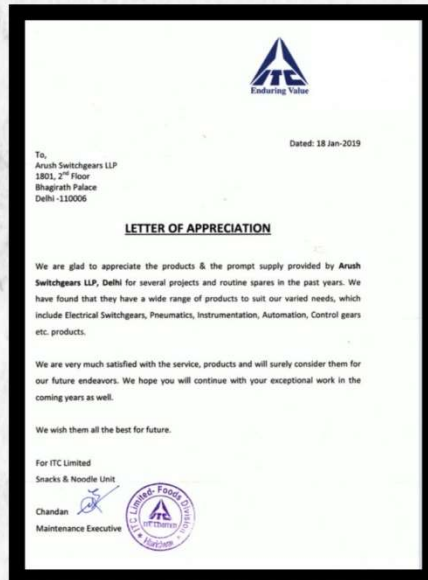 ITC
Enduring Value
Dated: 18 Jan-2019
To,
Arush Switchgears LLP
1801, 2nd Floor
Bhagirath Palace
Delhi -110006
LETTER OF APPRECIATION
We are glad to appreciate the products & the prompt supply provided by Arush
Switchgears LLP, Delhi for several projects and routine spares in the past years. We
have found that they have a wide range of products to suit our varied needs, which
include Electrical Switchgears, Pneumatics, Instrumentation, Automation, Control gears
etc. products.
We are very much satisfied with the service, products and will surely consider them for
our future endeavors. We hope you will continue with your exceptional work in the
coming years as well.
We wish them all the best for future.
For ITC Limited
Snacks & Noodle Unit
Chandan
Maintenance Executive
ITC Limited- Foods Division
ITC Limited
Haridwar